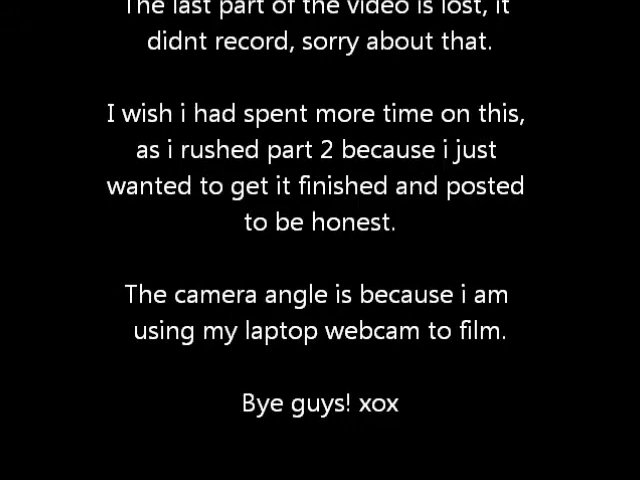 The last part of the video is lost, it
didnt record, sorry about that.
I wish i had spent more time on this,
as i rushed part 2 because i just
wanted to get it finished and posted
to be honest.
The camera angle is because i am
using my laptop webcam to film.
Bye guys! xox